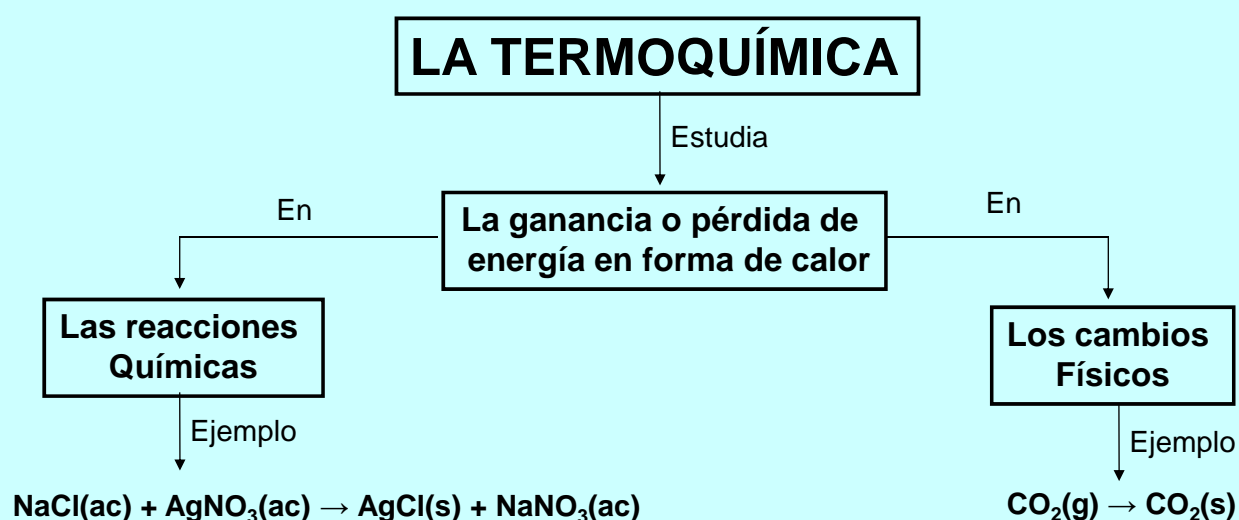 LA TERMOQUÍMICA
Estudia
La ganancia o pérdida de
energía en forma de calor
En
En
Las reacciones
Químicas
Los cambios
Físicos
Ejemplo
Ejemplo
NaCl(ac) + AgNO₃(ac) → AgCl(s) + NaNO₃(ac)
CO₂(g) → CO₂(s)